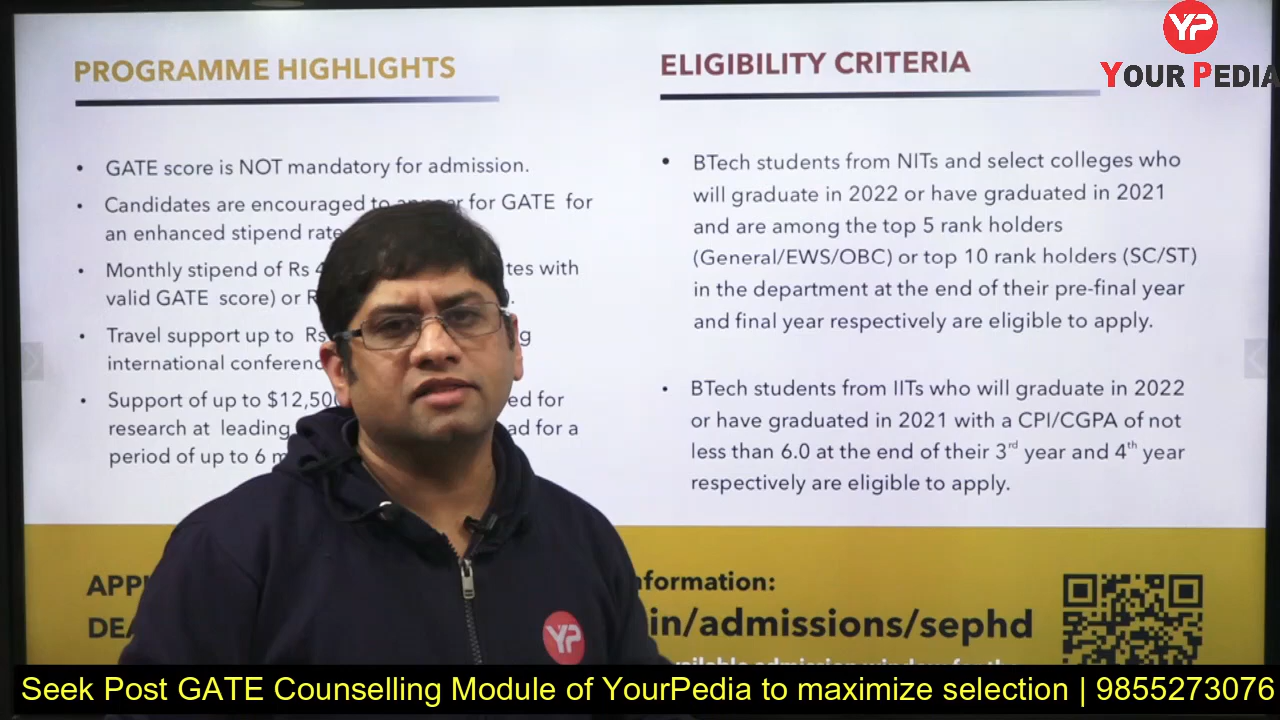 PROGRAMME HIGHLIGHTS
• GATE score is NOT mandatory for admission.
• Candidates are encouraged to appear for GATE for
an enhanced stipend rate
• Monthly stipend of Rs with
valid GATE score) or
• Travel support up to Rs
international
• Support of up to $12,500 for
research at leading for a
period of up to 6
ELIGIBILITY CRITERIA
• BTech students from NITs and select colleges who
will graduate in 2022 or have graduated in 2021
and are among the top 5 rank holders
(General/EWS/OBC) or top 10 rank holders (SC/ST)
in the department at the end of their pre-final year
and final year respectively are eligible to apply.
• BTech students from IITs who will graduate in 2022
or have graduated in 2021 with a CPI/CGPA of not
less than 6.0 at the end of their 3rd year and 4th year
respectively are eligible to apply.
YP
YOUR PEDIA
nformation:
in/admissions/sephd
YP
Seek Post GATE Counselling Module of YourPedia to maximize selection | 9855273076